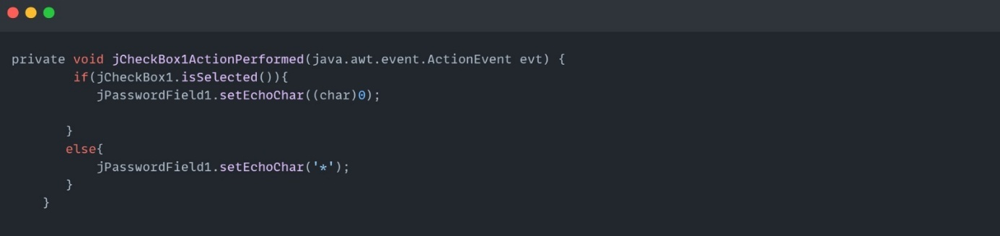 private void jCheckBox1ActionPerformed(java.awt.event.ActionEvent evt) {
if(jCheckBox1.isSelected()){
jPasswordField1.setEchoChar((char)0);
}
else{
jPasswordField1.setEchoChar('*');
}
}